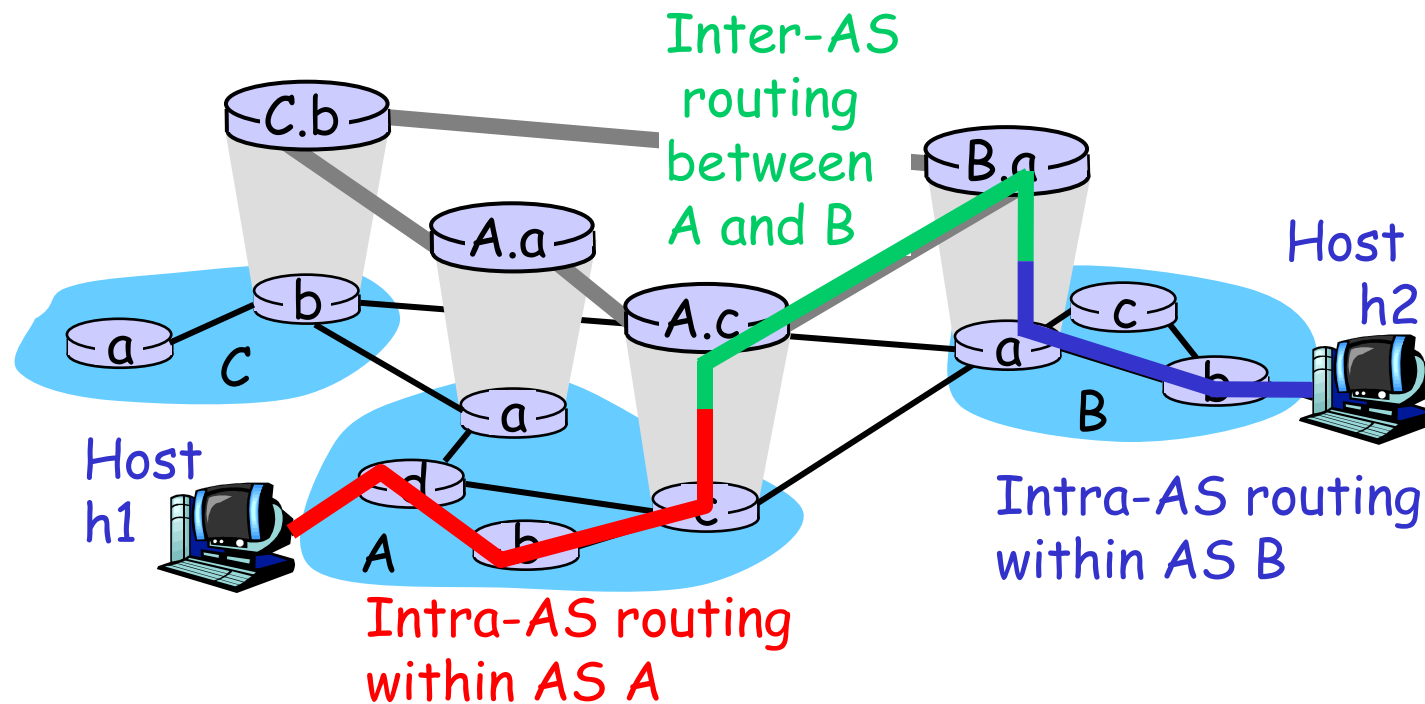 Inter-AS
routing
between
A and B
C.b
B.a
A.a
Host
h2
b
A.c
c
a
C
a
b
a
B
Host
h1
d
c
b
A
Intra-AS routing
within AS B
Intra-AS routing
within AS A